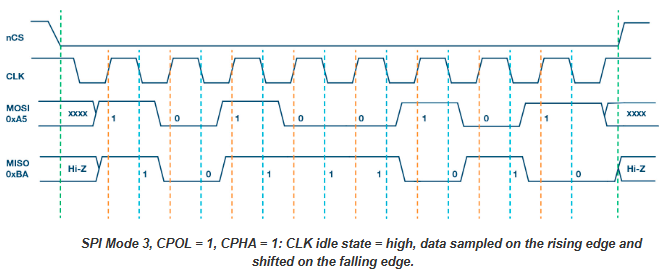 nCS
CLK
MOSI
0xA5
xxxx 1 0 1 0 0 1 0 1 xxxx
MISO
0xBA
Hi-Z 1 0 1 1 1 0 1 0 Hi-Z
SPI Mode 3, CPOL = 1, CPHA = 1: CLK idle state = high, data sampled on the rising edge and
shifted on the falling edge.